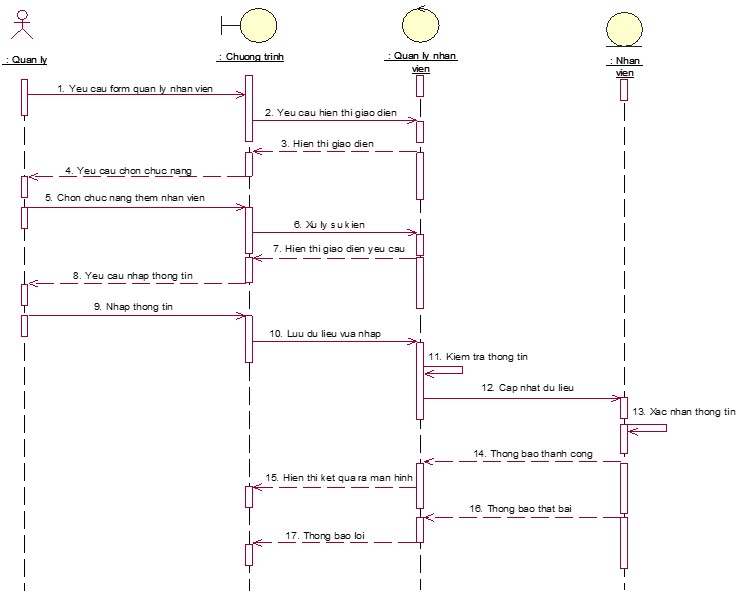 : Quan ly
: Chuong trinh
: Quan ly nhan
vien
: Nhan
vien
1. Yeu cau form quan ly nhan vien
2. Yeu cau hien thi giao dien
3. Hien thi giao dien
4. Yeu cau chon chuc nang
5. Chon chuc nang them nhan vien
6. Xu ly su kien
7. Hien thi giao dien yeu cau
8. Yeu cau nhap thong tin
9. Nhap thong tin
10. Luu du lieu vua nhap
11. Kiem tra thong tin
12. Cap nhat du lieu
13. Xac nhan thong tin
14. Thong bao thanh cong
15. Hien thi ket qua ra man hinh
16. Thong bao that bai
17. Thong bao loi